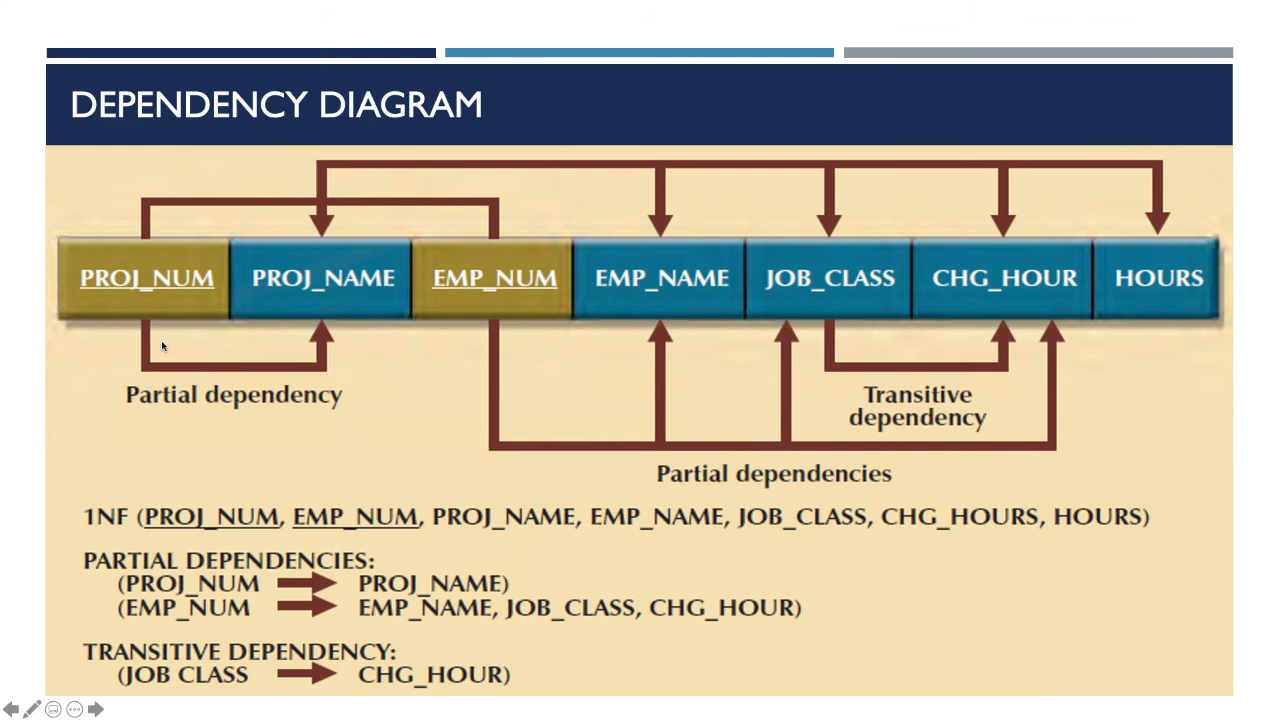 DEPENDENCY DIAGRAM
PROJ_NUM PROJ_NAME EMP_NUM EMP_NAME JOB_CLASS CHG_HOUR HOURS
Partial dependency
Transitive
dependency
Partial dependencies
1NF (PROJ_NUM, EMP_NUM, PROJ_NAME, EMP_NAME, JOB_CLASS, CHG_HOURS, HOURS)
PARTIAL DEPENDENCIES:
(PROJ_NUM PROJ_NAME)
(EMP_NUM EMP_NAME, JOB_CLASS, CHG_HOUR)
TRANSITIVE DEPENDENCY:
(JOB CLASS CHG_HOUR)